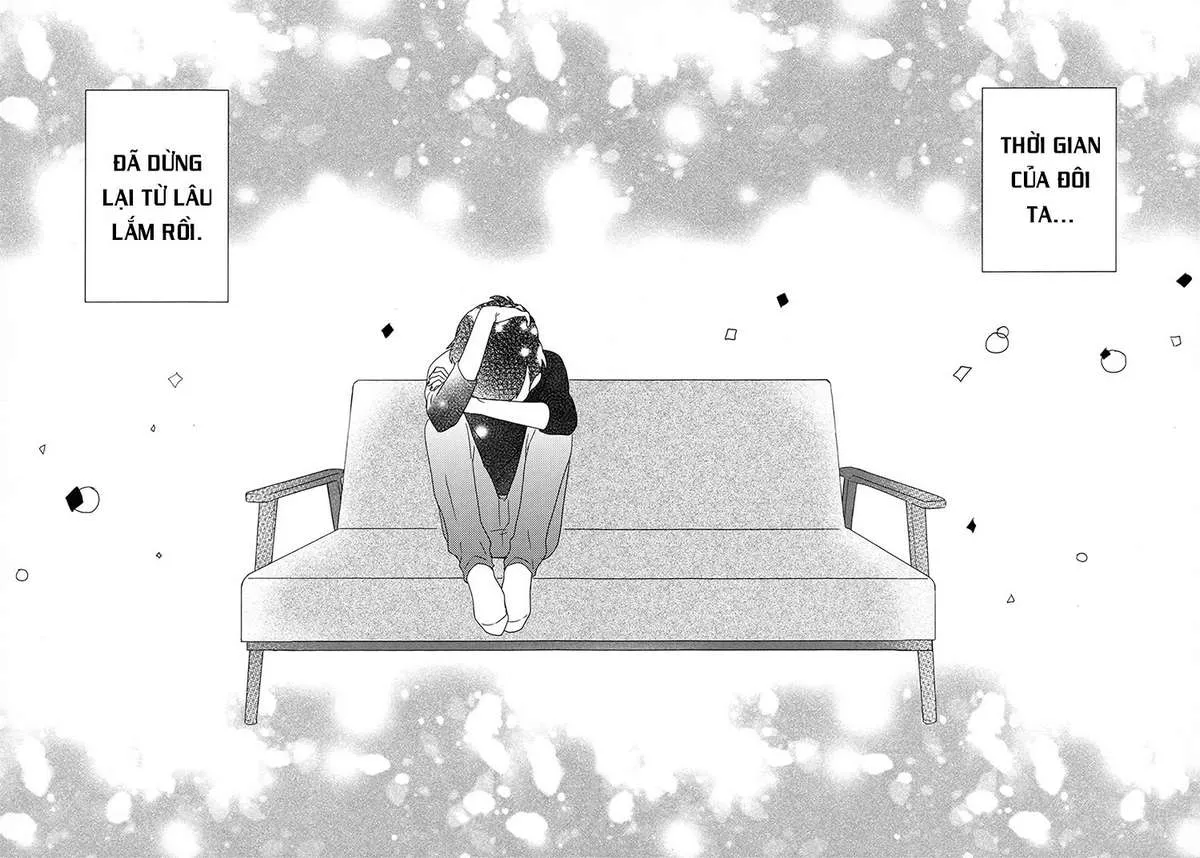 THỜI GIAN
CỦA ĐÔI
TA...
ĐÃ DỪNG
LẠI TỪ LÂU
LẮM RỒI.